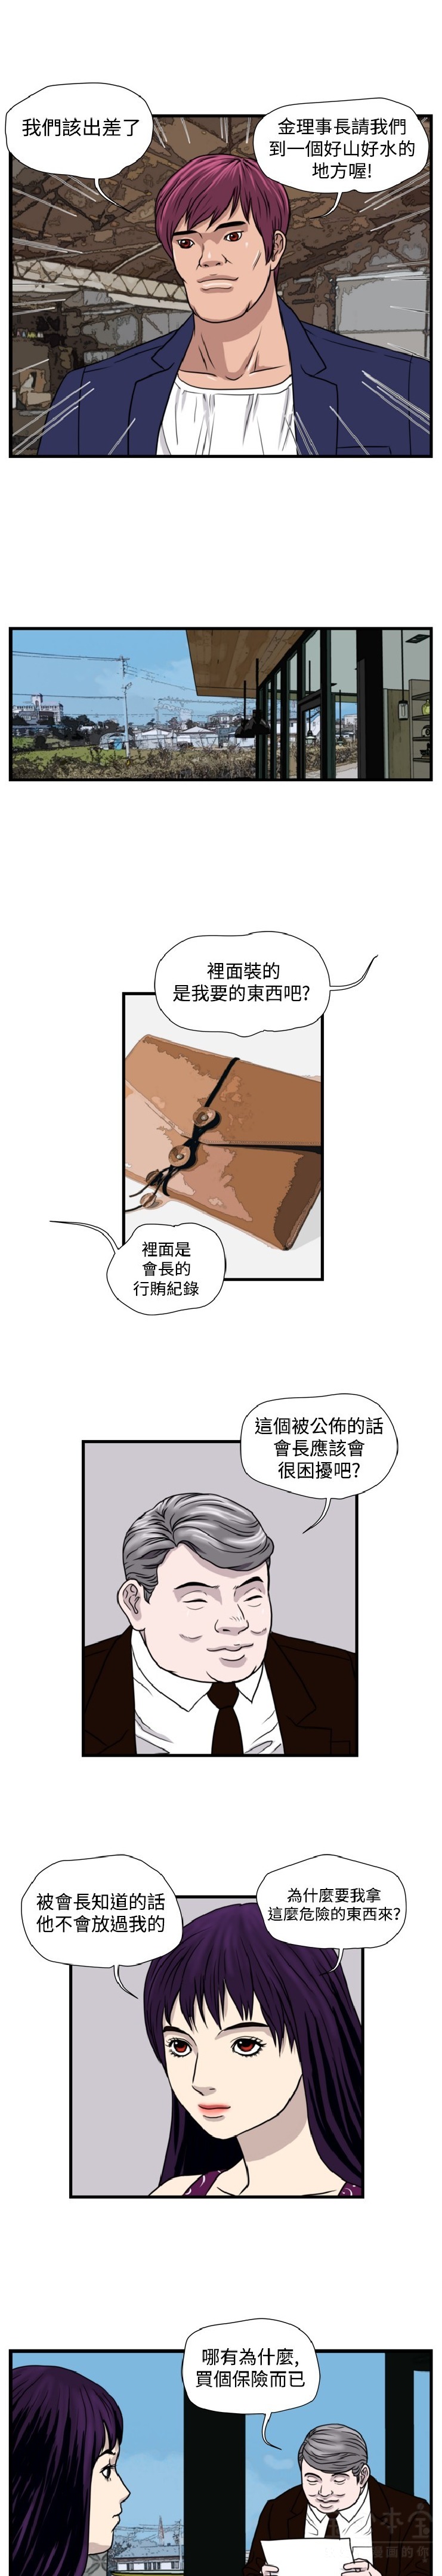 我們該出差了
金理事長請我們
到一個好山好水的
地方喔!
裡面裝的
是我要的東西吧?
裡面是
會長的
行賄紀錄
這個被公佈的話
會長應該會
很困擾吧?
為什麼要我拿
這麼危險的東西來?
被會長知道的話
他不會放過我的
哪有為什麼,
買個保險而已